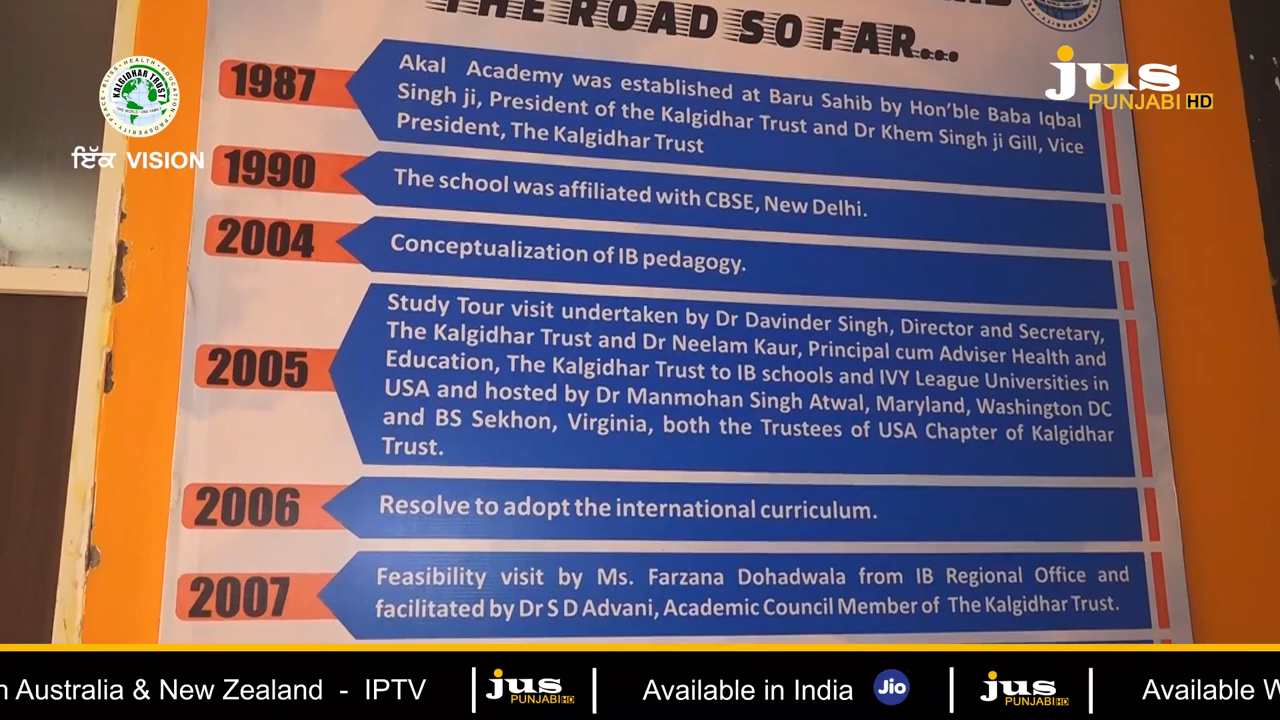 THE ROAD SO FAR....
1987
Akal Academy was established at Baru Sahib by Hon'ble Baba Iqbal
Singh ji, President of the Kalgidhar Trust and Dr Khem Singh ji Gill, Vice
President, The Kalgidhar Trust
1990
The school was affiliated with CBSE, New Delhi.
2004
Conceptualization of IB pedagogy.
2005
Study Tour visit undertaken by Dr Davinder Singh, Director and Secretary,
The Kalgidhar Trust and Dr Neelam Kaur, Principal cum Adviser Health and
Education, The Kalgidhar Trust to IB schools and IVY League Universities in
USA and hosted by Dr Manmohan Singh Atwal, Maryland, Washington DC
and BS Sekhon, Virginia, both the Trustees of USA Chapter of Kalgidhar
Trust.
2006
Resolve to adopt the international curriculum.
2007
Feasibility visit by Ms. Farzana Dohadwala from IB Regional Office and
facilitated by Dr S D Advani, Academic Council Member of The Kalgidhar Trust.
PEACE • BLISS • HEALTH • EDUCATION • PROSPERITY
KALGIDHAR TRUST
ਇੱਕ VISION
jus
PUNJABI HD
Australia & New Zealand - IPTV
jus
PUNJABI HD
Available in India
Jio
jus
PUNJABI HD
Available